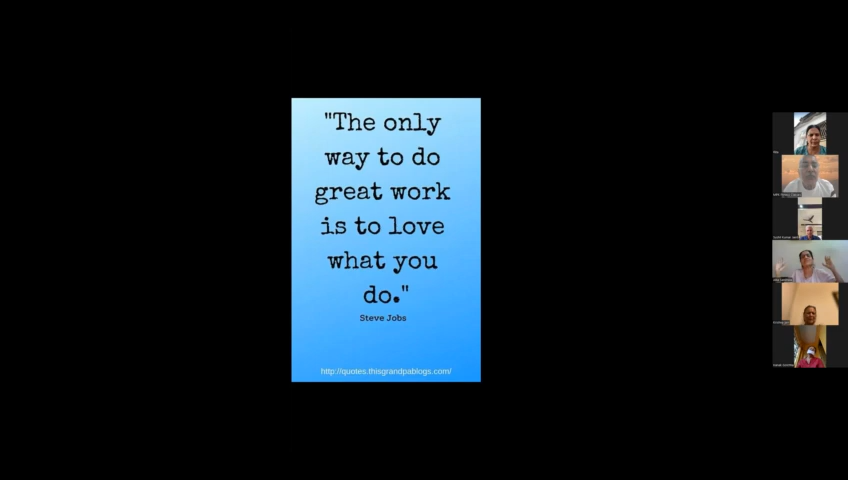 "The only
way to do
great work
is to love
what you
do."
Steve Jobs
http://quotes.thisgrandpablogs.com/